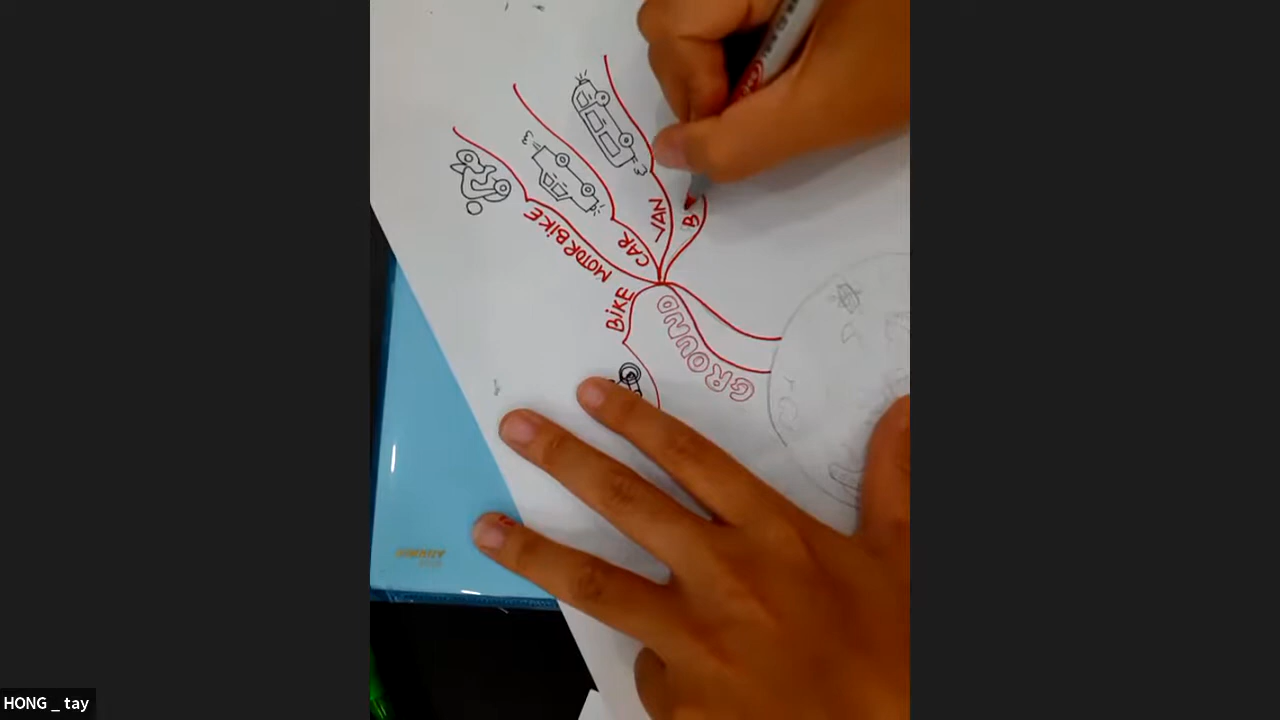 GROUND
BiKE
MOTORBiKE
CAR
VAN
B
HONG _ tay